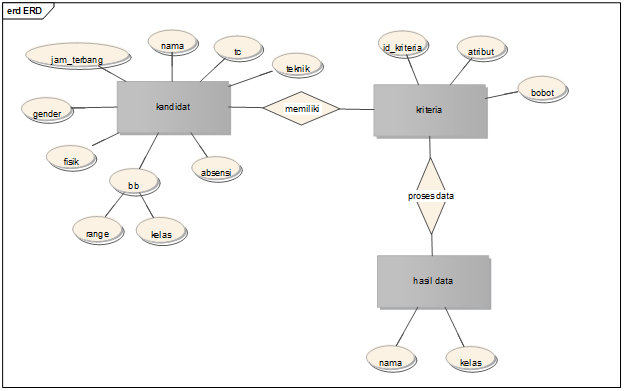 erd ERD
jam_terbang
nama
tc
teknik
gender
kandidat
memiliki
fisik
bb
absensi
range
kelas
id_kriteria
atribut
kriteria
bobot
proses data
hasil data
nama
kelas